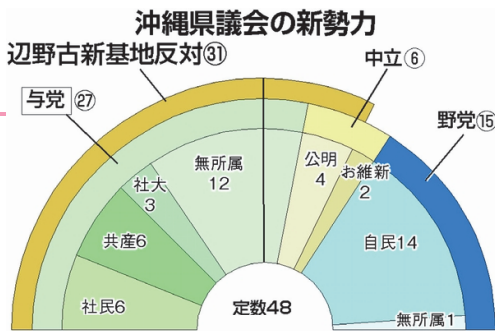 沖縄県議会の新勢力
辺野古新基地反対㉛
中立⑥
与党㉗
野党⑮
無所属
12
公明
4
お維新
2
社大
3
共産6
自民14
社民6
定数48
無所属1